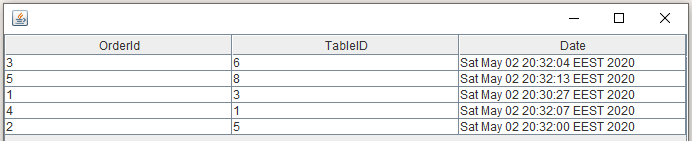 OrderId TableID Date
3 6 Sat May 02 20:32:04 EEST 2020
5 8 Sat May 02 20:32:13 EEST 2020
1 3 Sat May 02 20:30:27 EEST 2020
4 1 Sat May 02 20:32:07 EEST 2020
2 5 Sat May 02 20:32:00 EEST 2020